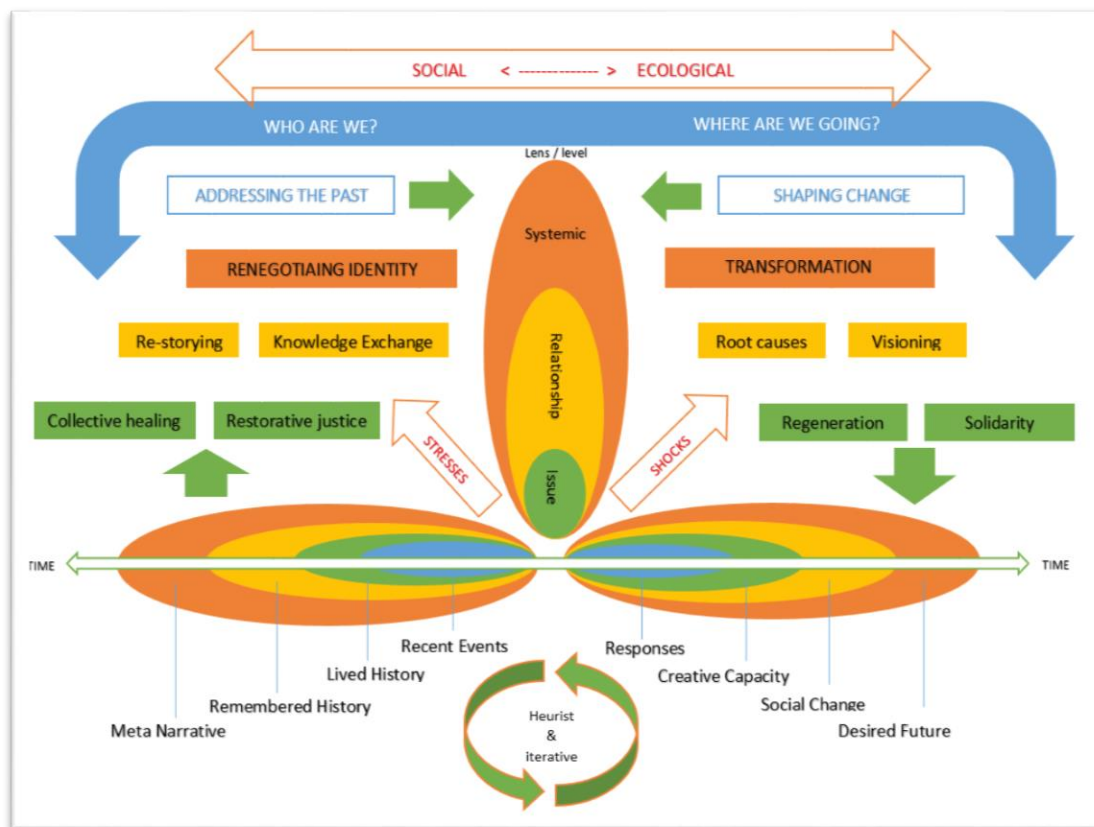 SOCIAL < -------------- > ECOLOGICAL
WHO ARE WE?
WHERE ARE WE GOING?
Lens / level
ADDRESSING THE PAST
SHAPING CHANGE
Systemic
RENEGOTIAING IDENTITY
TRANSFORMATION
Re-storying
Knowledge Exchange
Relationship
Root causes
Visioning
Collective healing
Restorative justice
STRESSES
Issue
SHOCKS
Regeneration
Solidarity
TIME
TIME
Recent Events
Responses
Lived History
Creative Capacity
Remembered History
Social Change
Meta Narrative
Desired Future
Heurist
&
iterative